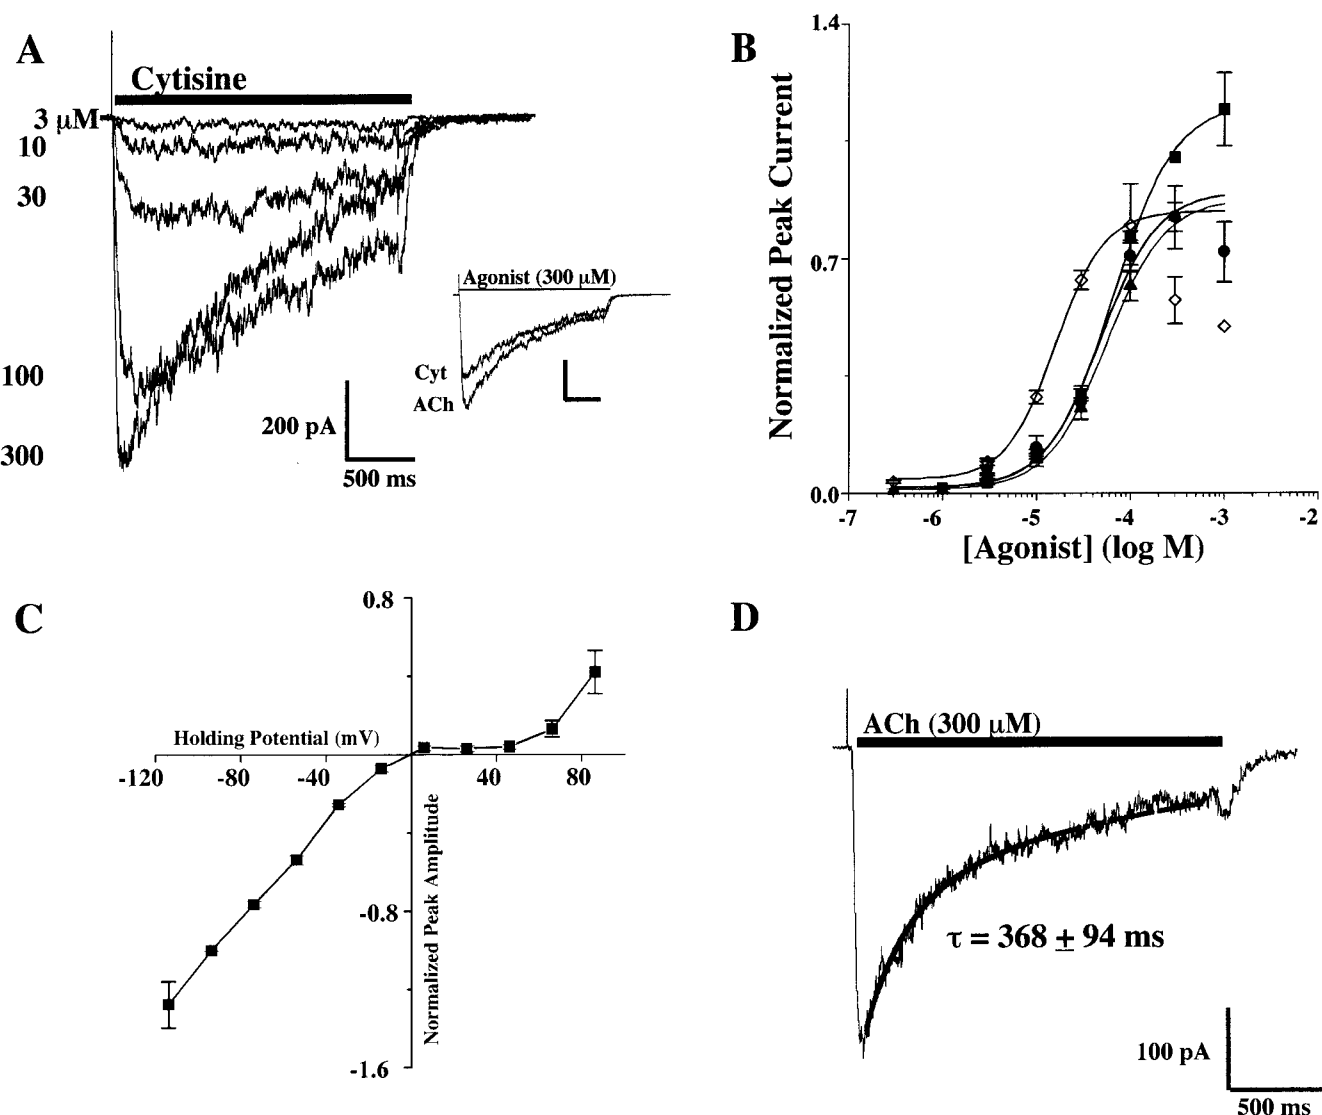 A
Cytisine
3 μM
10
30
100
300
200 pA
500 ms
Agonist (300 μM)
Cyt
ACh
B
Normalized Peak Current
1.4
0.7
0.0
-7 -6 -5 -4 -3 -2
[Agonist] (log M)
C
0.8
Holding Potential (mV)
-120 -80 -40 40 80
-0.8
-1.6
Normalized Peak Amplitude
D
ACh (300 μM)
τ = 368 ± 94 ms
100 pA
500 ms